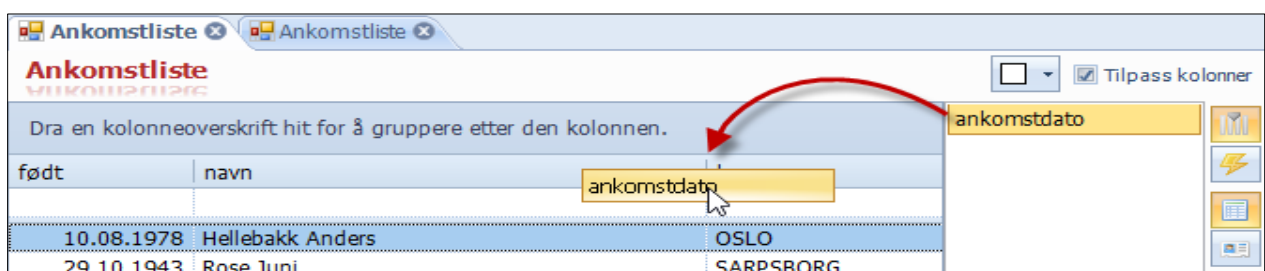 Ankomstliste Ankomstliste
Ankomstliste
Tilpass kolonner
Dra en kolonneoverskrift hit for å gruppere etter den kolonnen.
ankomstdato
født navn
ankomstdato
10.08.1978 Hellebakk Anders OSLO
29.10.1943 Rose Juni SARPSBORG